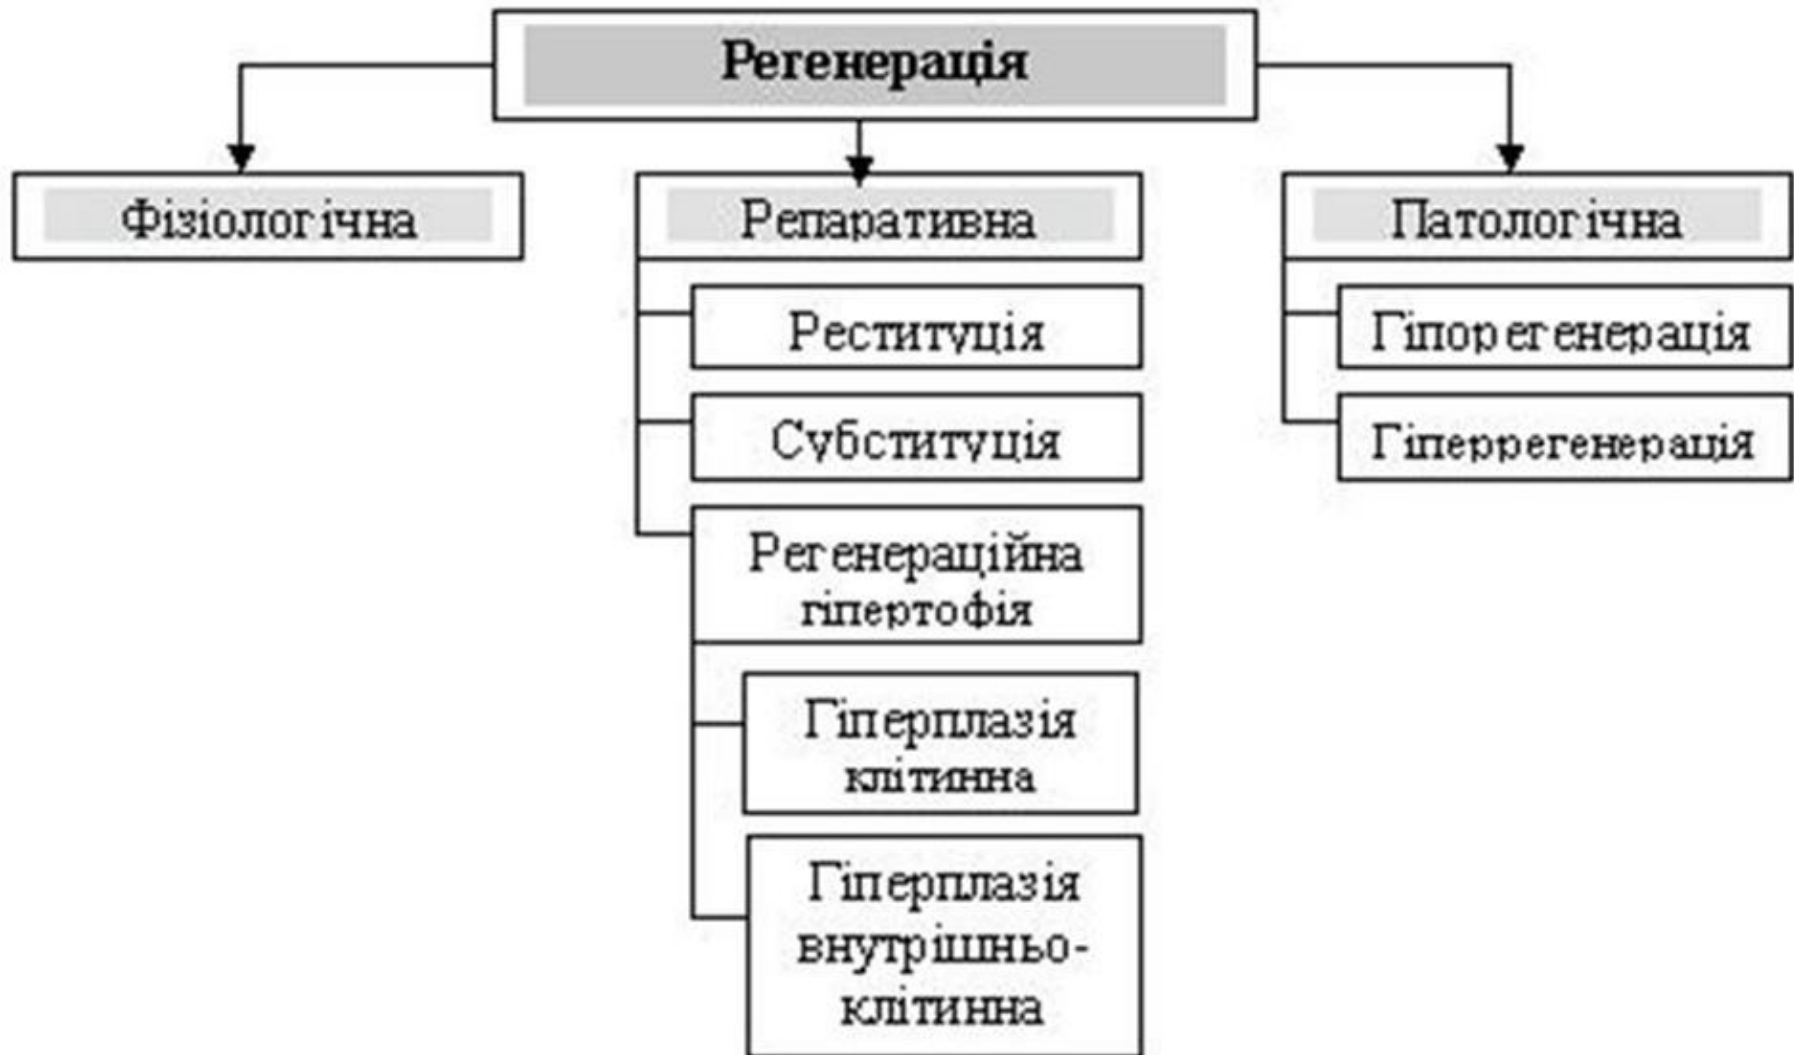 Регенерація
Фізіологічна
Репаративна
Патологічна
Реституція
Субституція
Регенераційна
гіпертофія
Гіперплазія
клітинна
Гіперплазія
внутрішньо-
клітинна
Гіпорегенерація
Гіперрегенерація